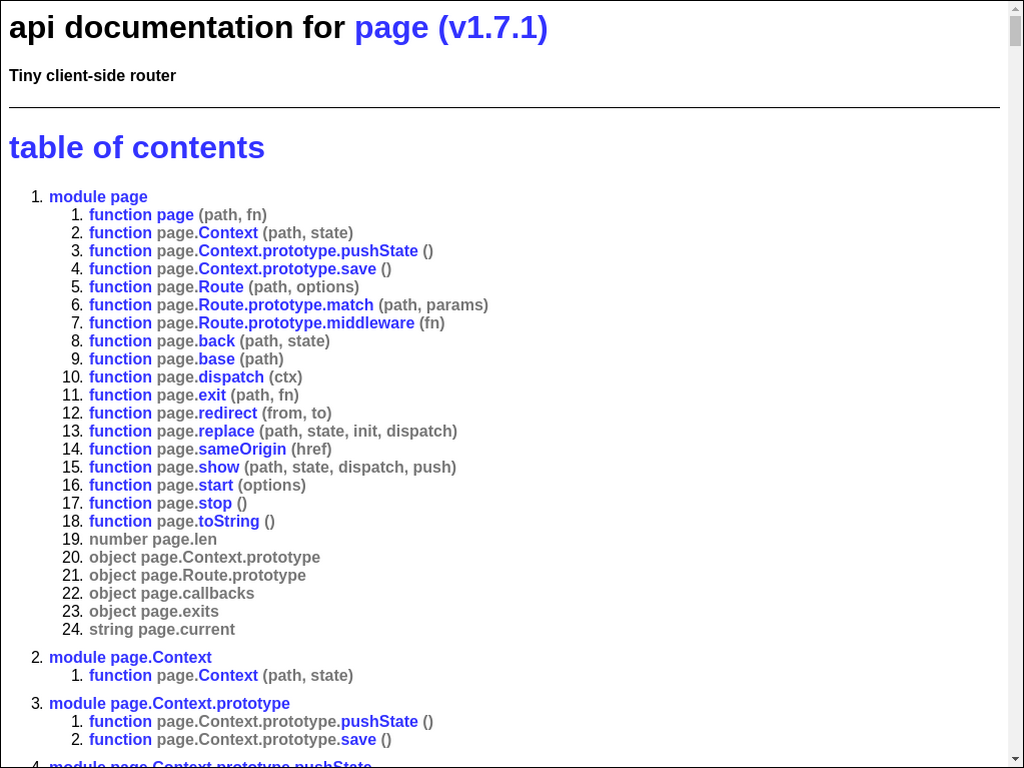 api documentation for page (v1.7.1)
Tiny client-side router
table of contents
1. module page
1. function page (path, fn)
2. function page.Context (path, state)
3. function page.Context.prototype.pushState ()
4. function page.Context.prototype.save ()
5. function page.Route (path, options)
6. function page.Route.prototype.match (path, params)
7. function page.Route.prototype.middleware (fn)
8. function page.back (path, state)
9. function page.base (path)
10. function page.dispatch (ctx)
11. function page.exit (path, fn)
12. function page.redirect (from, to)
13. function page.replace (path, state, init, dispatch)
14. function page.sameOrigin (href)
15. function page.show (path, state, dispatch, push)
16. function page.start (options)
17. function page.stop ()
18. function page.toString ()
19. number page.len
20. object page.Context.prototype
21. object page.Route.prototype
22. object page.callbacks
23. object page.exits
24. string page.current
2. module page.Context
1. function page.Context (path, state)
3. module page.Context.prototype
1. function page.Context.prototype.pushState ()
2. function page.Context.prototype.save ()
4. module page.Context.prototype.pushState